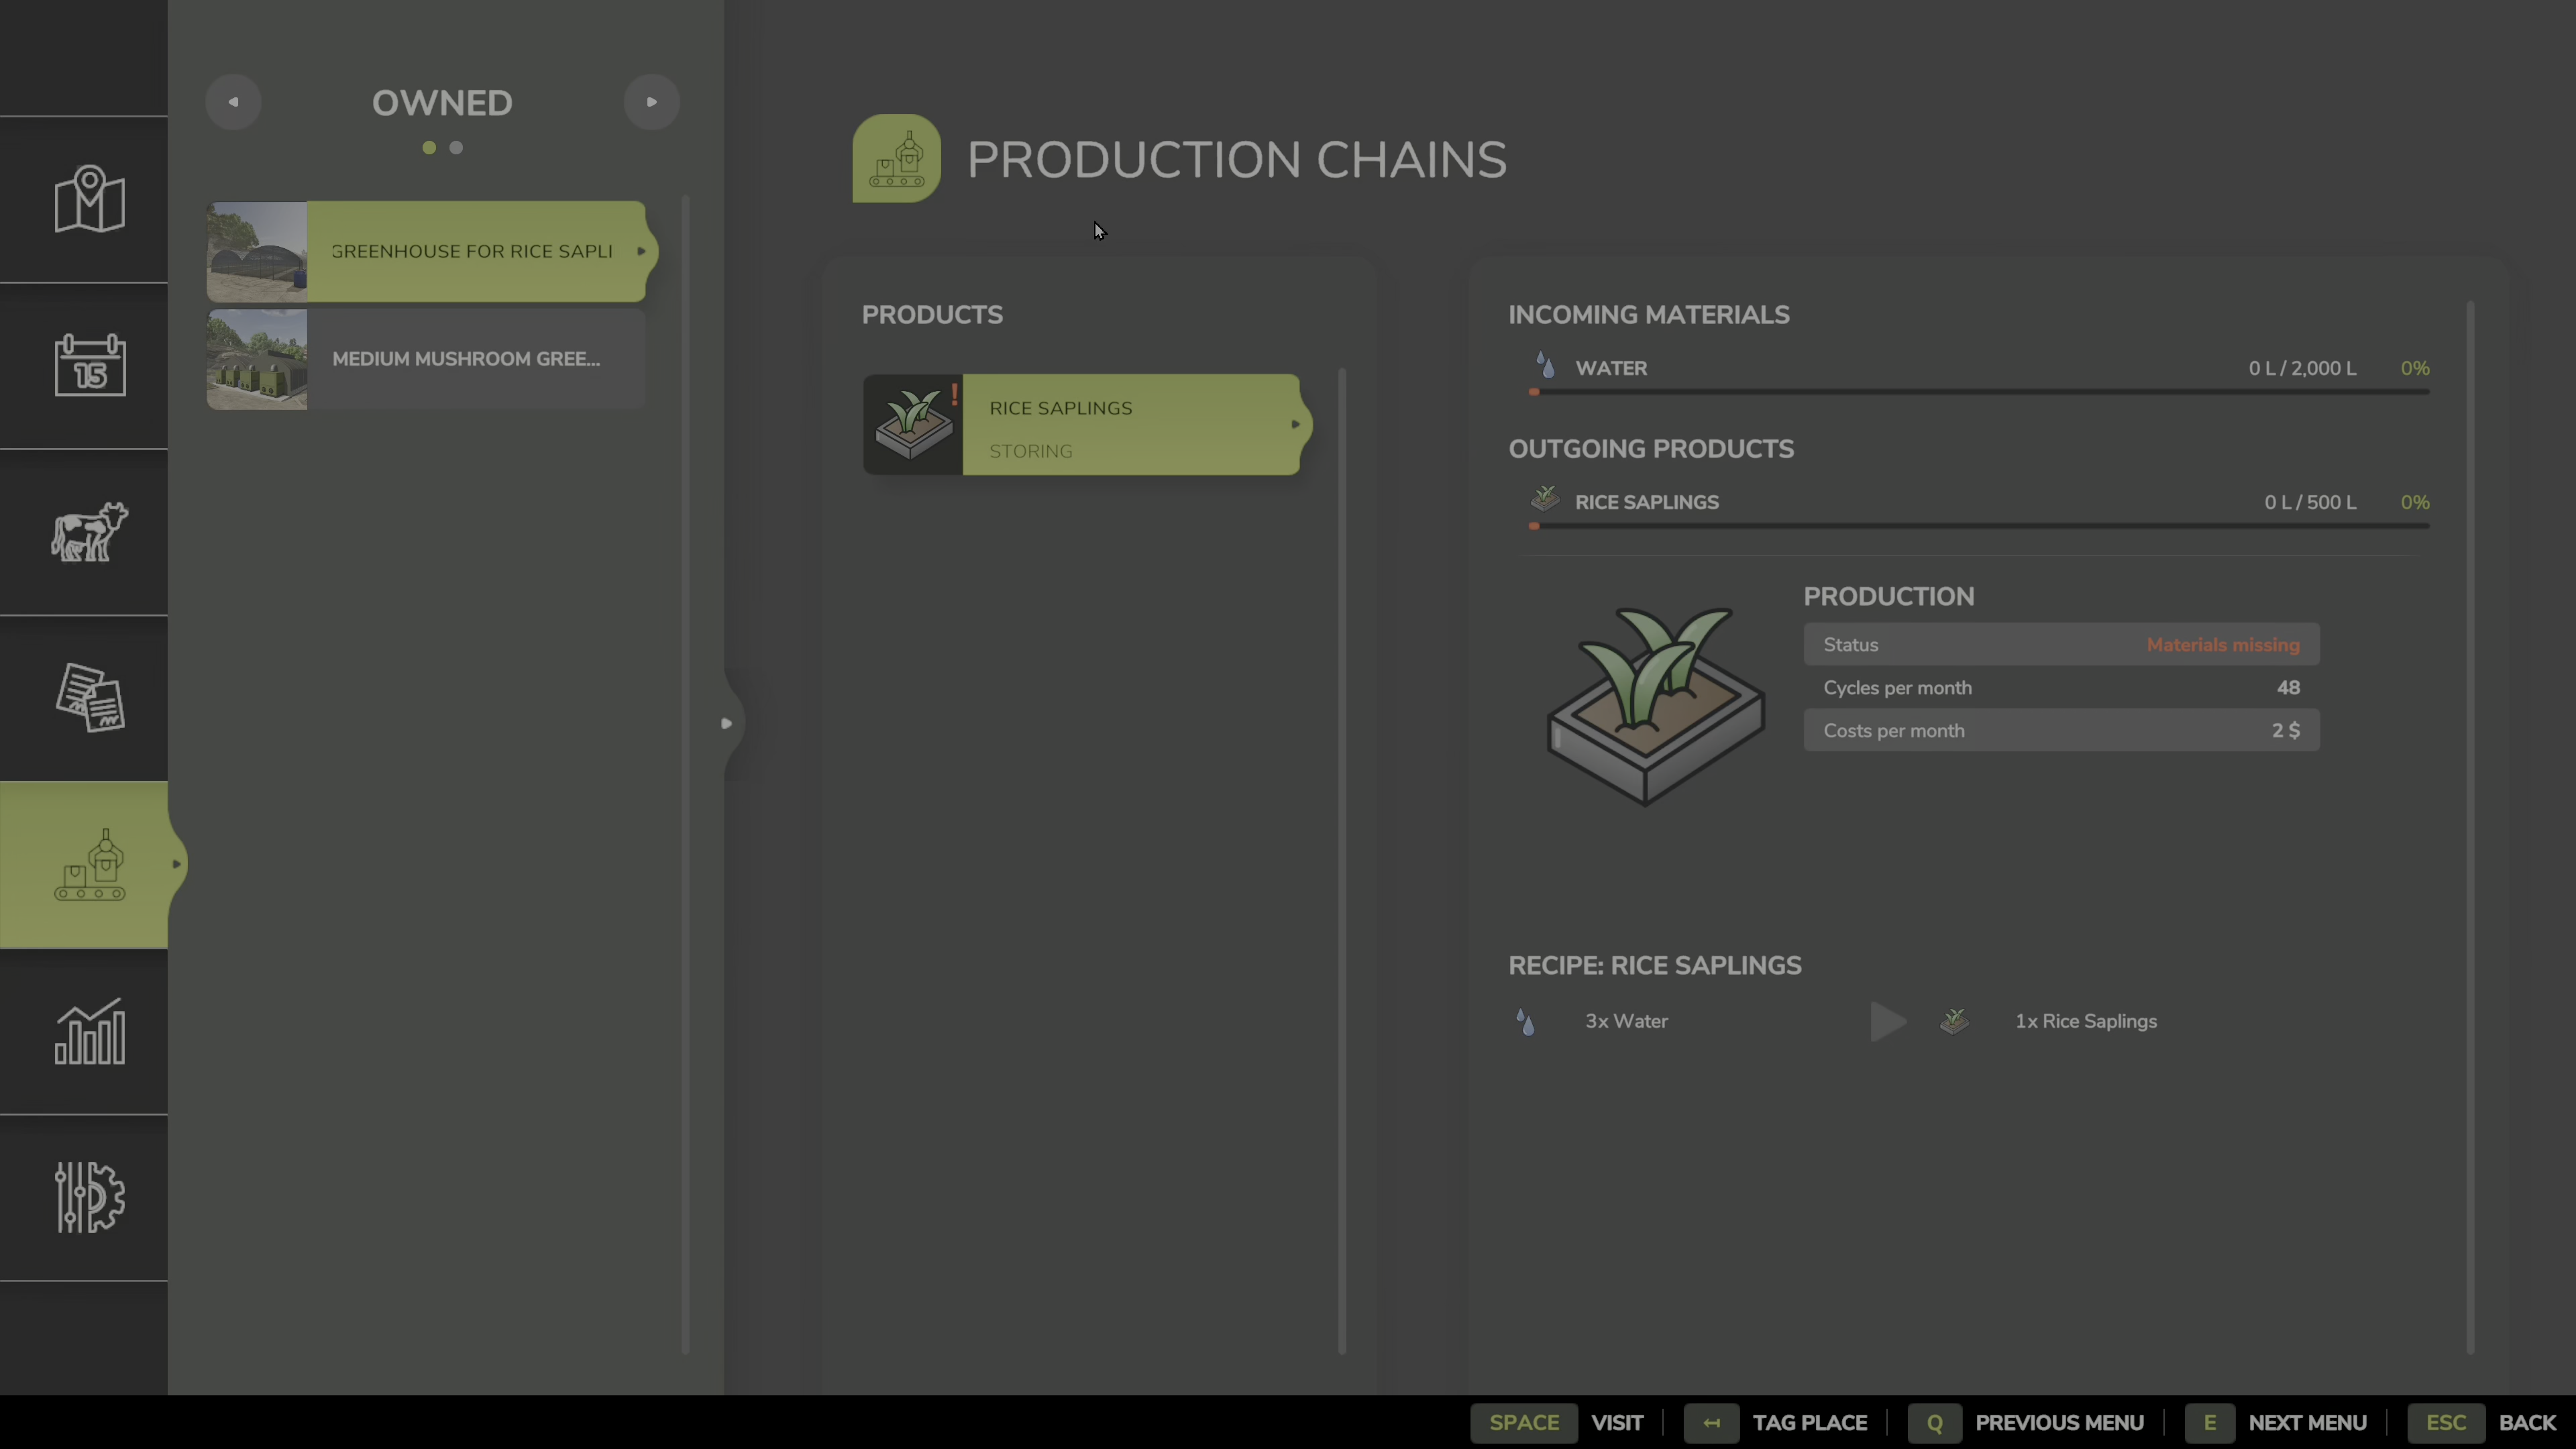 OWNED
GREENHOUSE FOR RICE SAPLI
MEDIUM MUSHROOM GREE...
15
PRODUCTION CHAINS
PRODUCTS
RICE SAPLINGS
STORING
INCOMING MATERIALS
WATER 0 L / 2,000 L 0%
OUTGOING PRODUCTS
RICE SAPLINGS 0 L / 500 L 0%
PRODUCTION
Status Materials missing
Cycles per month 48
Costs per month 2 $
RECIPE: RICE SAPLINGS
3x Water 1x Rice Saplings
SPACE VISIT TAG PLACE Q PREVIOUS MENU E NEXT MENU ESC BACK